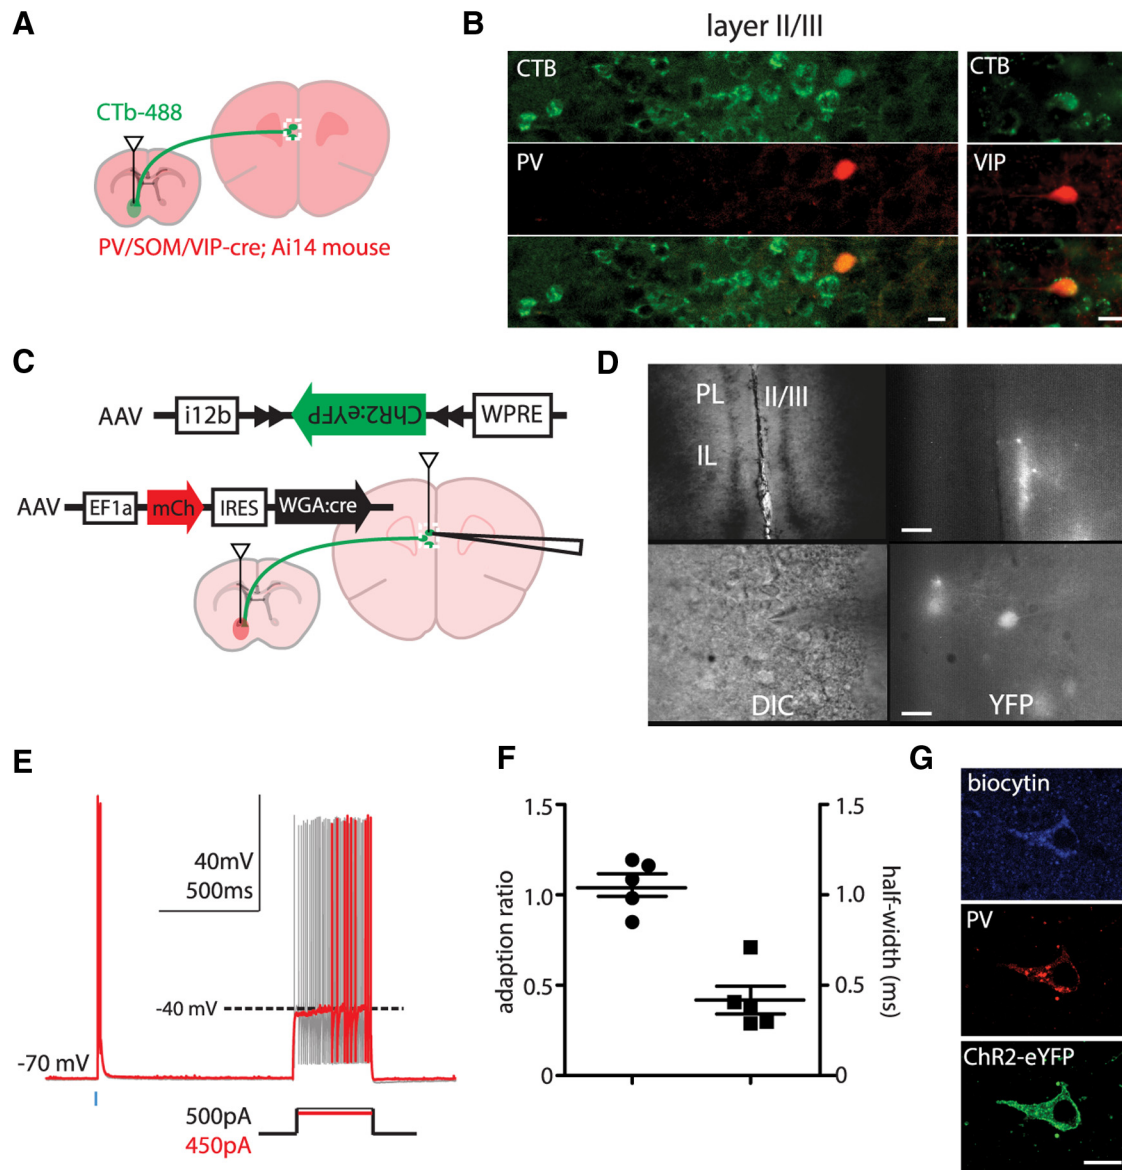 A
CTb-488
PV/SOM/VIP-cre; Ai14 mouse
B
layer II/III
CTB
CTB
PV
VIP
C
AAV
i12b
ChR2:eYFP
WPRE
AAV
EF1a
mCh
IRES
WGA:cre
D
PL
II/III
IL
DIC
YFP
E
40mV
500ms
-40 mV
-70 mV
500pA
450pA
F
1.5
1.5
1.0
1.0
0.5
0.5
0
0
adaption ratio
half-width (ms)
G
biocytin
PV
ChR2-eYFP